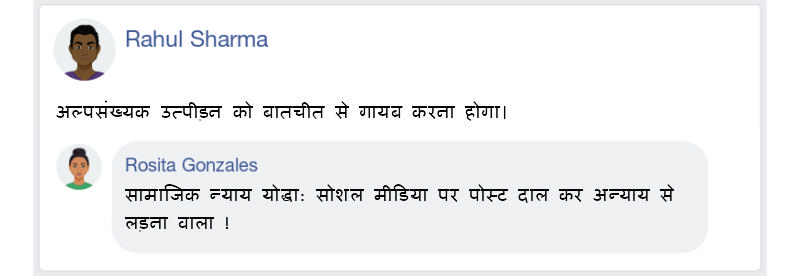 Rahul Sharma
अल्पसंख्यक उत्पीड़न को बातचीत से गायब करना होगा।
Rosita Gonzales
सामाजिक न्याय योद्धा: सोशल मीडिया पर पोस्ट दाल कर अन्याय से
लड़ना वाला !